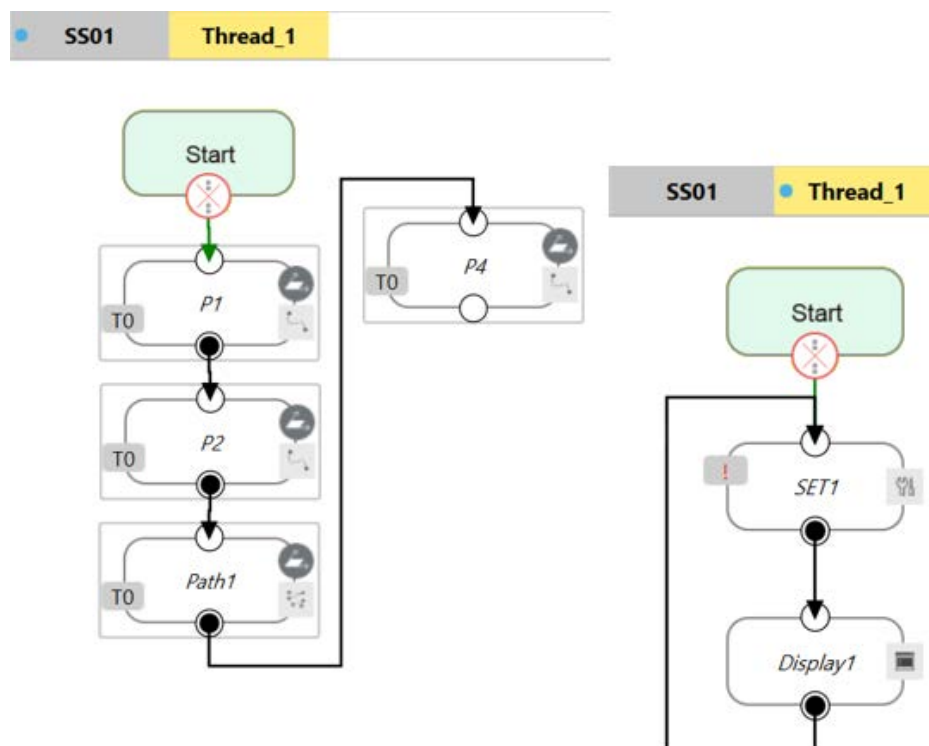 SS01 Thread_1
Start
P1
T0
P2
T0
Path1
T0
P4
T0
SS01 Thread_1
Start
!
SET1
Display1